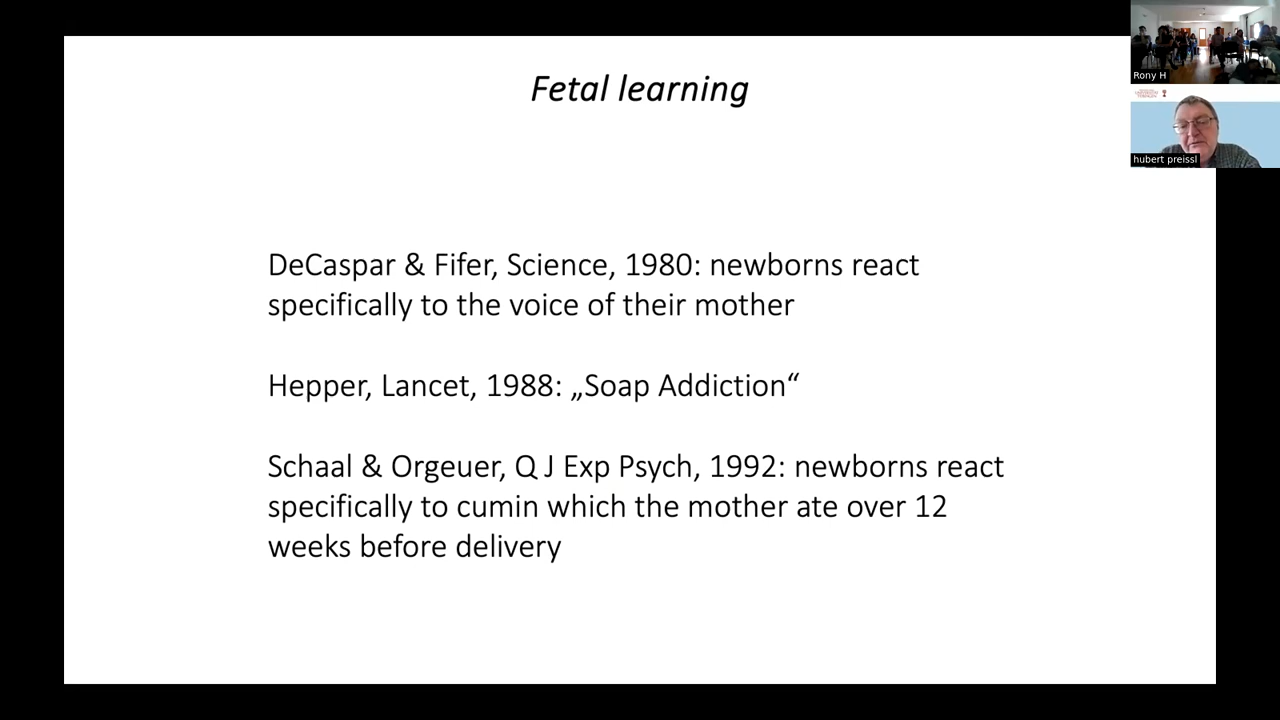 Fetal learning
DeCaspar & Fifer, Science, 1980: newborns react
specifically to the voice of their mother
Hepper, Lancet, 1988: „Soap Addiction“
Schaal & Orgeuer, Q J Exp Psych, 1992: newborns react
specifically to cumin which the mother ate over 12
weeks before delivery
Rony H
hubert preissl